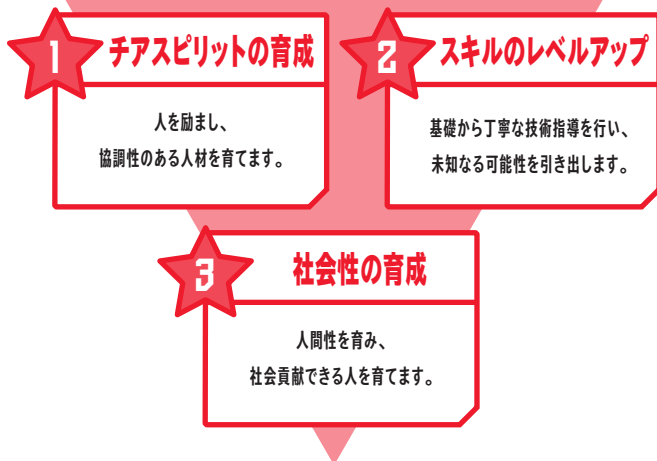 1
チアスピリットの育成
人を励まし、
協調性のある人材を育てます。
2
スキルのレベルアップ
基礎から丁寧な技術指導を行い、
未知なる可能性を引き出します。
3
社会性の育成
人間性を育み、
社会貢献できる人を育てます。